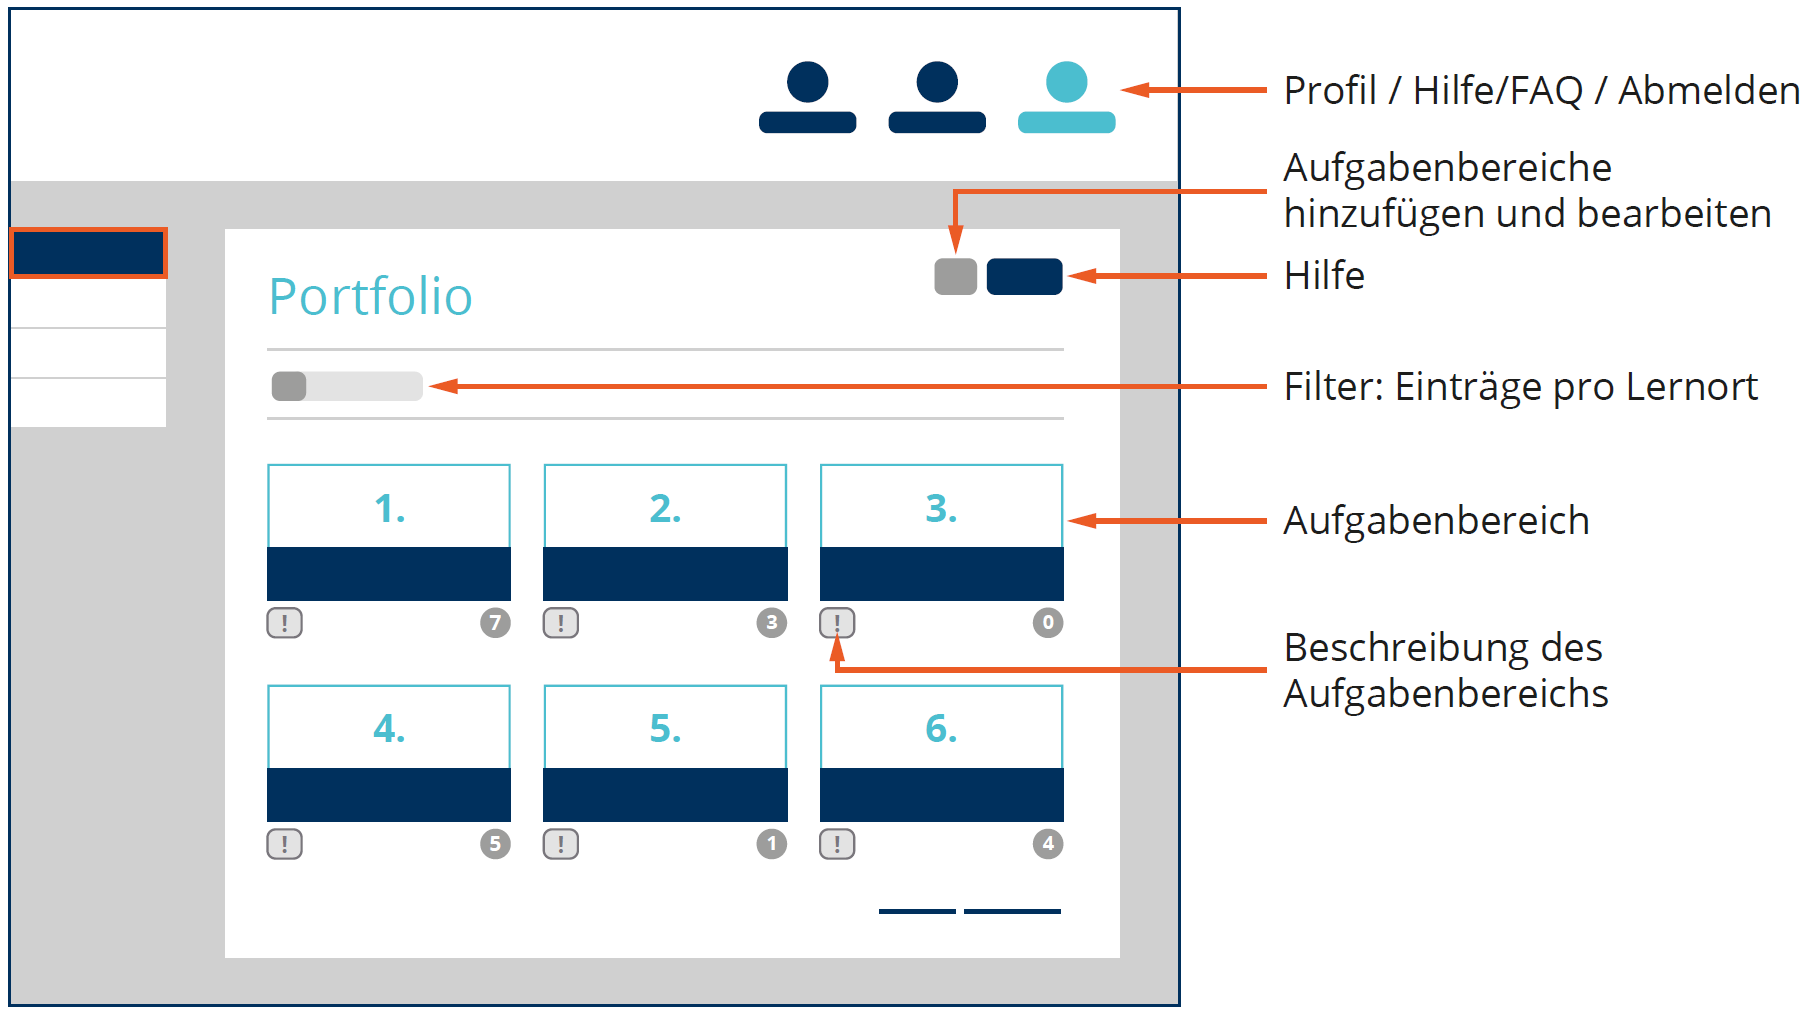 Profil / Hilfe/FAQ / Abmelden
Aufgabenbereiche
hinzufügen und bearbeiten
Hilfe
Portfolio
Filter: Einträge pro Lernort
1.
2.
3.
Aufgabenbereich
!
7
!
3
!
0
Beschreibung des
Aufgabenbereichs
4.
5.
6.
!
5
!
1
!
4